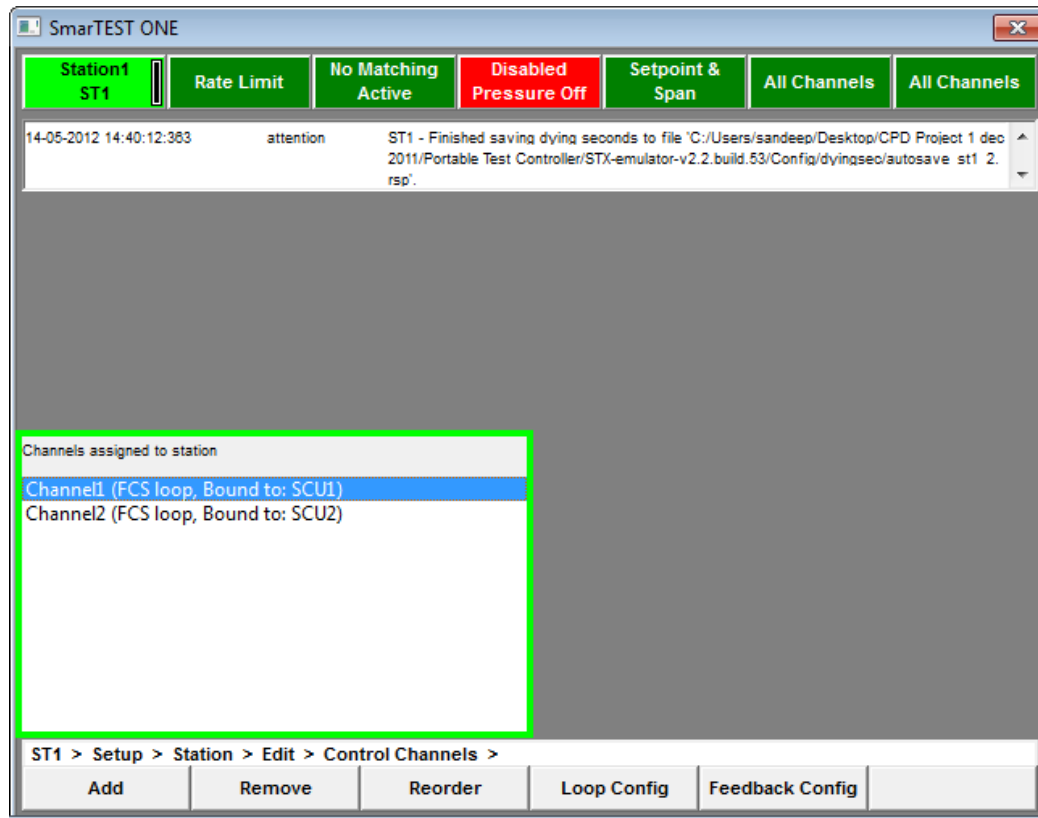 SmarTEST ONE
Station1
ST1
Rate Limit
No Matching
Active
Disabled
Pressure Off
Setpoint &
Span
All Channels
All Channels
14-05-2012 14:40:12:363 attention ST1 - Finished saving dying seconds to file 'C:/Users/sandeep/Desktop/CPD Project 1 dec
2011/Portable Test Controller/STX-emulator-v2.2.build.53/Config/dyingsec/autosave_st1_2.
rsp'.
Channels assigned to station
Channel1 (FCS loop, Bound to: SCU1)
Channel2 (FCS loop, Bound to: SCU2)
ST1 > Setup > Station > Edit > Control Channels >
Add
Remove
Reorder
Loop Config
Feedback Config